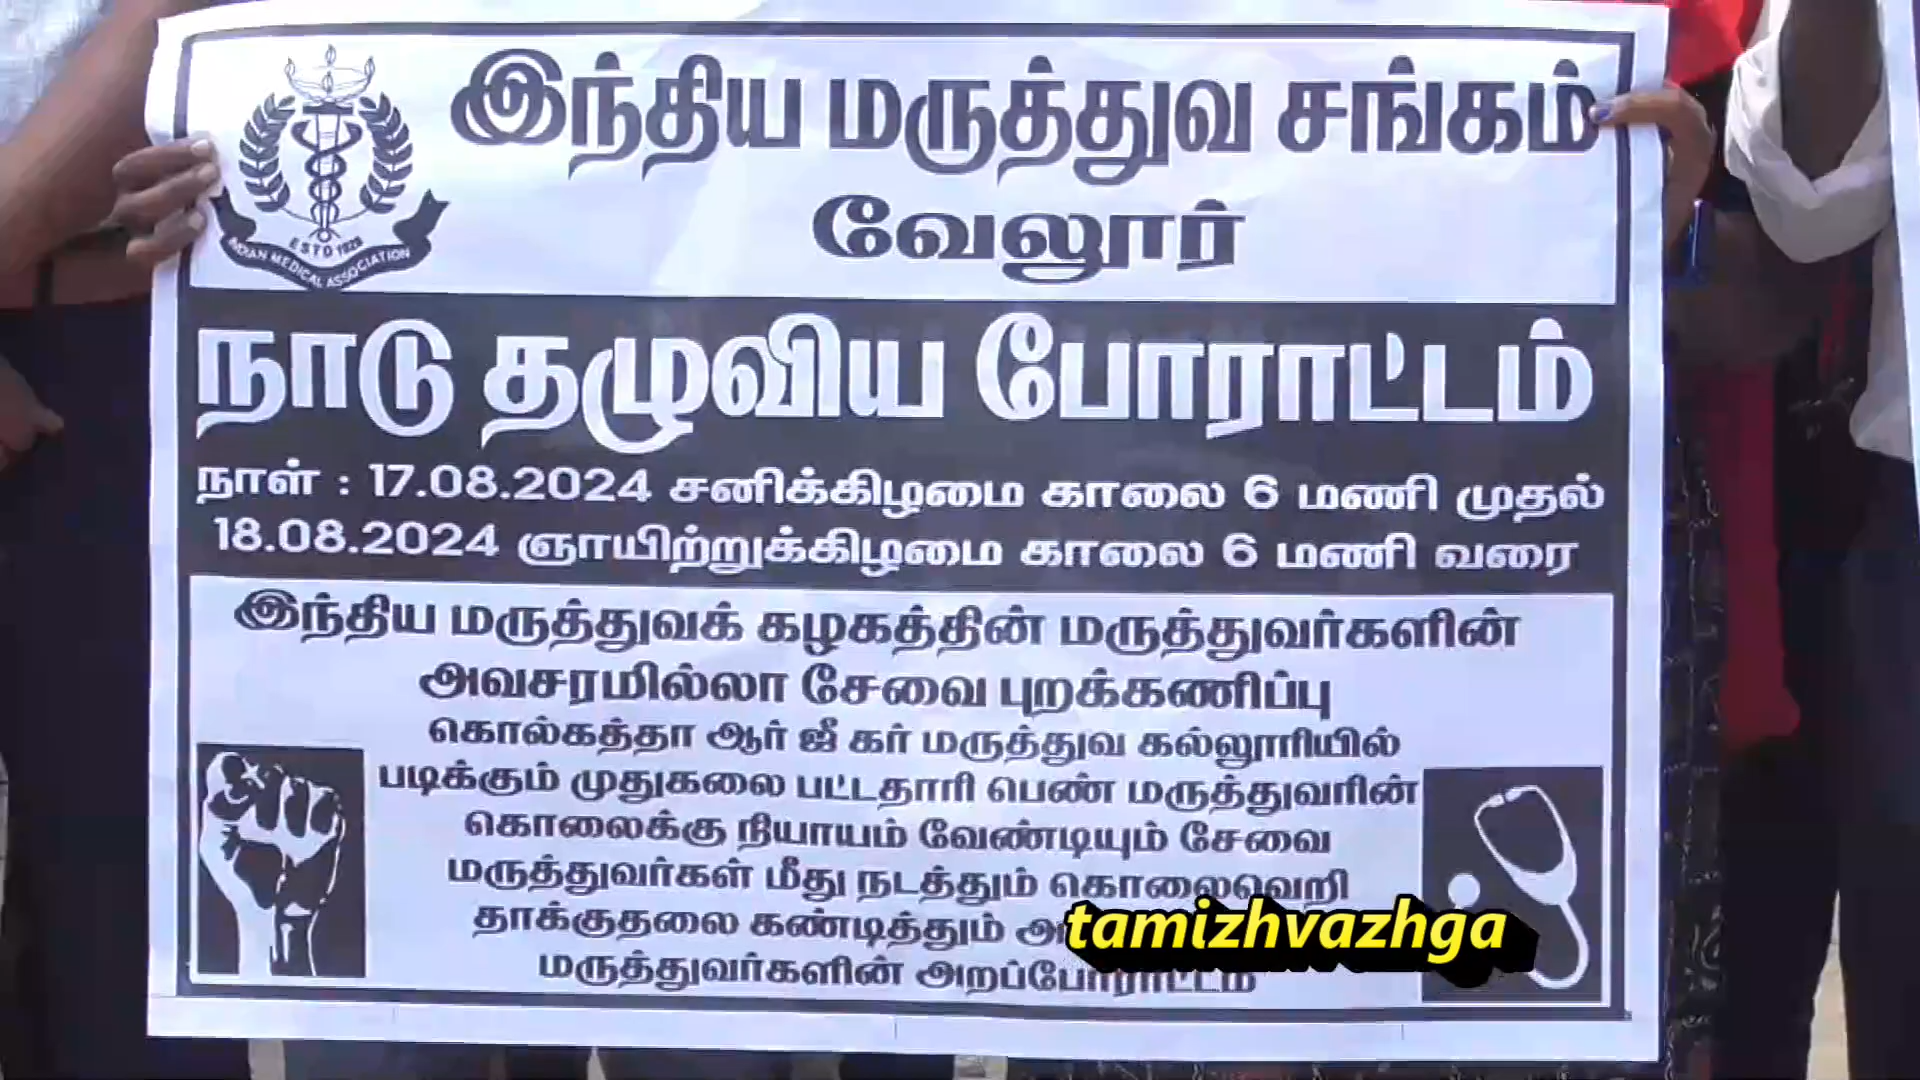 இந்திய மருத்துவ சங்கம்
வேலூர்
ESTD 1928
INDIAN MEDICAL ASSOCIATION
நாடு தழுவிய போராட்டம்
நாள் : 17.08.2024 சனிக்கிழமை காலை 6 மணி முதல்
18.08.2024 ஞாயிற்றுக்கிழமை காலை 6 மணி வரை
இந்திய மருத்துவக் கழகத்தின் மருத்துவர்களின்
அவசரமில்லா சேவை புறக்கணிப்பு
கொல்கத்தா ஆர் ஜீ கர் மருத்துவ கல்லூரியில்
படிக்கும் முதுகலை பட்டதாரி பெண் மருத்துவரின்
கொலைக்கு நியாயம் வேண்டியும் சேவை
மருத்துவர்கள் மீது நடத்தும் கொலைவெறி
தாக்குதலை கண்டித்தும்
tamizhvazhga
மருத்துவர்களின் அறப்போராட்டம்